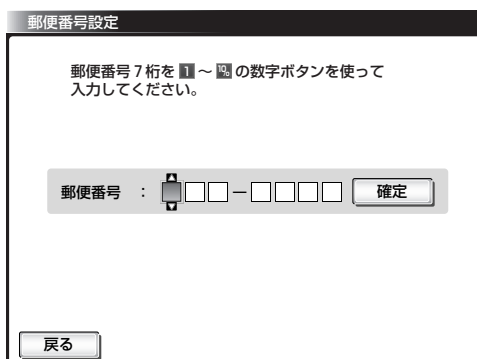 郵便番号設定
郵便番号7桁を 1 ～ 10/0 の数字ボタンを使って
入力してください。
郵便番号 : － 確定
戻る